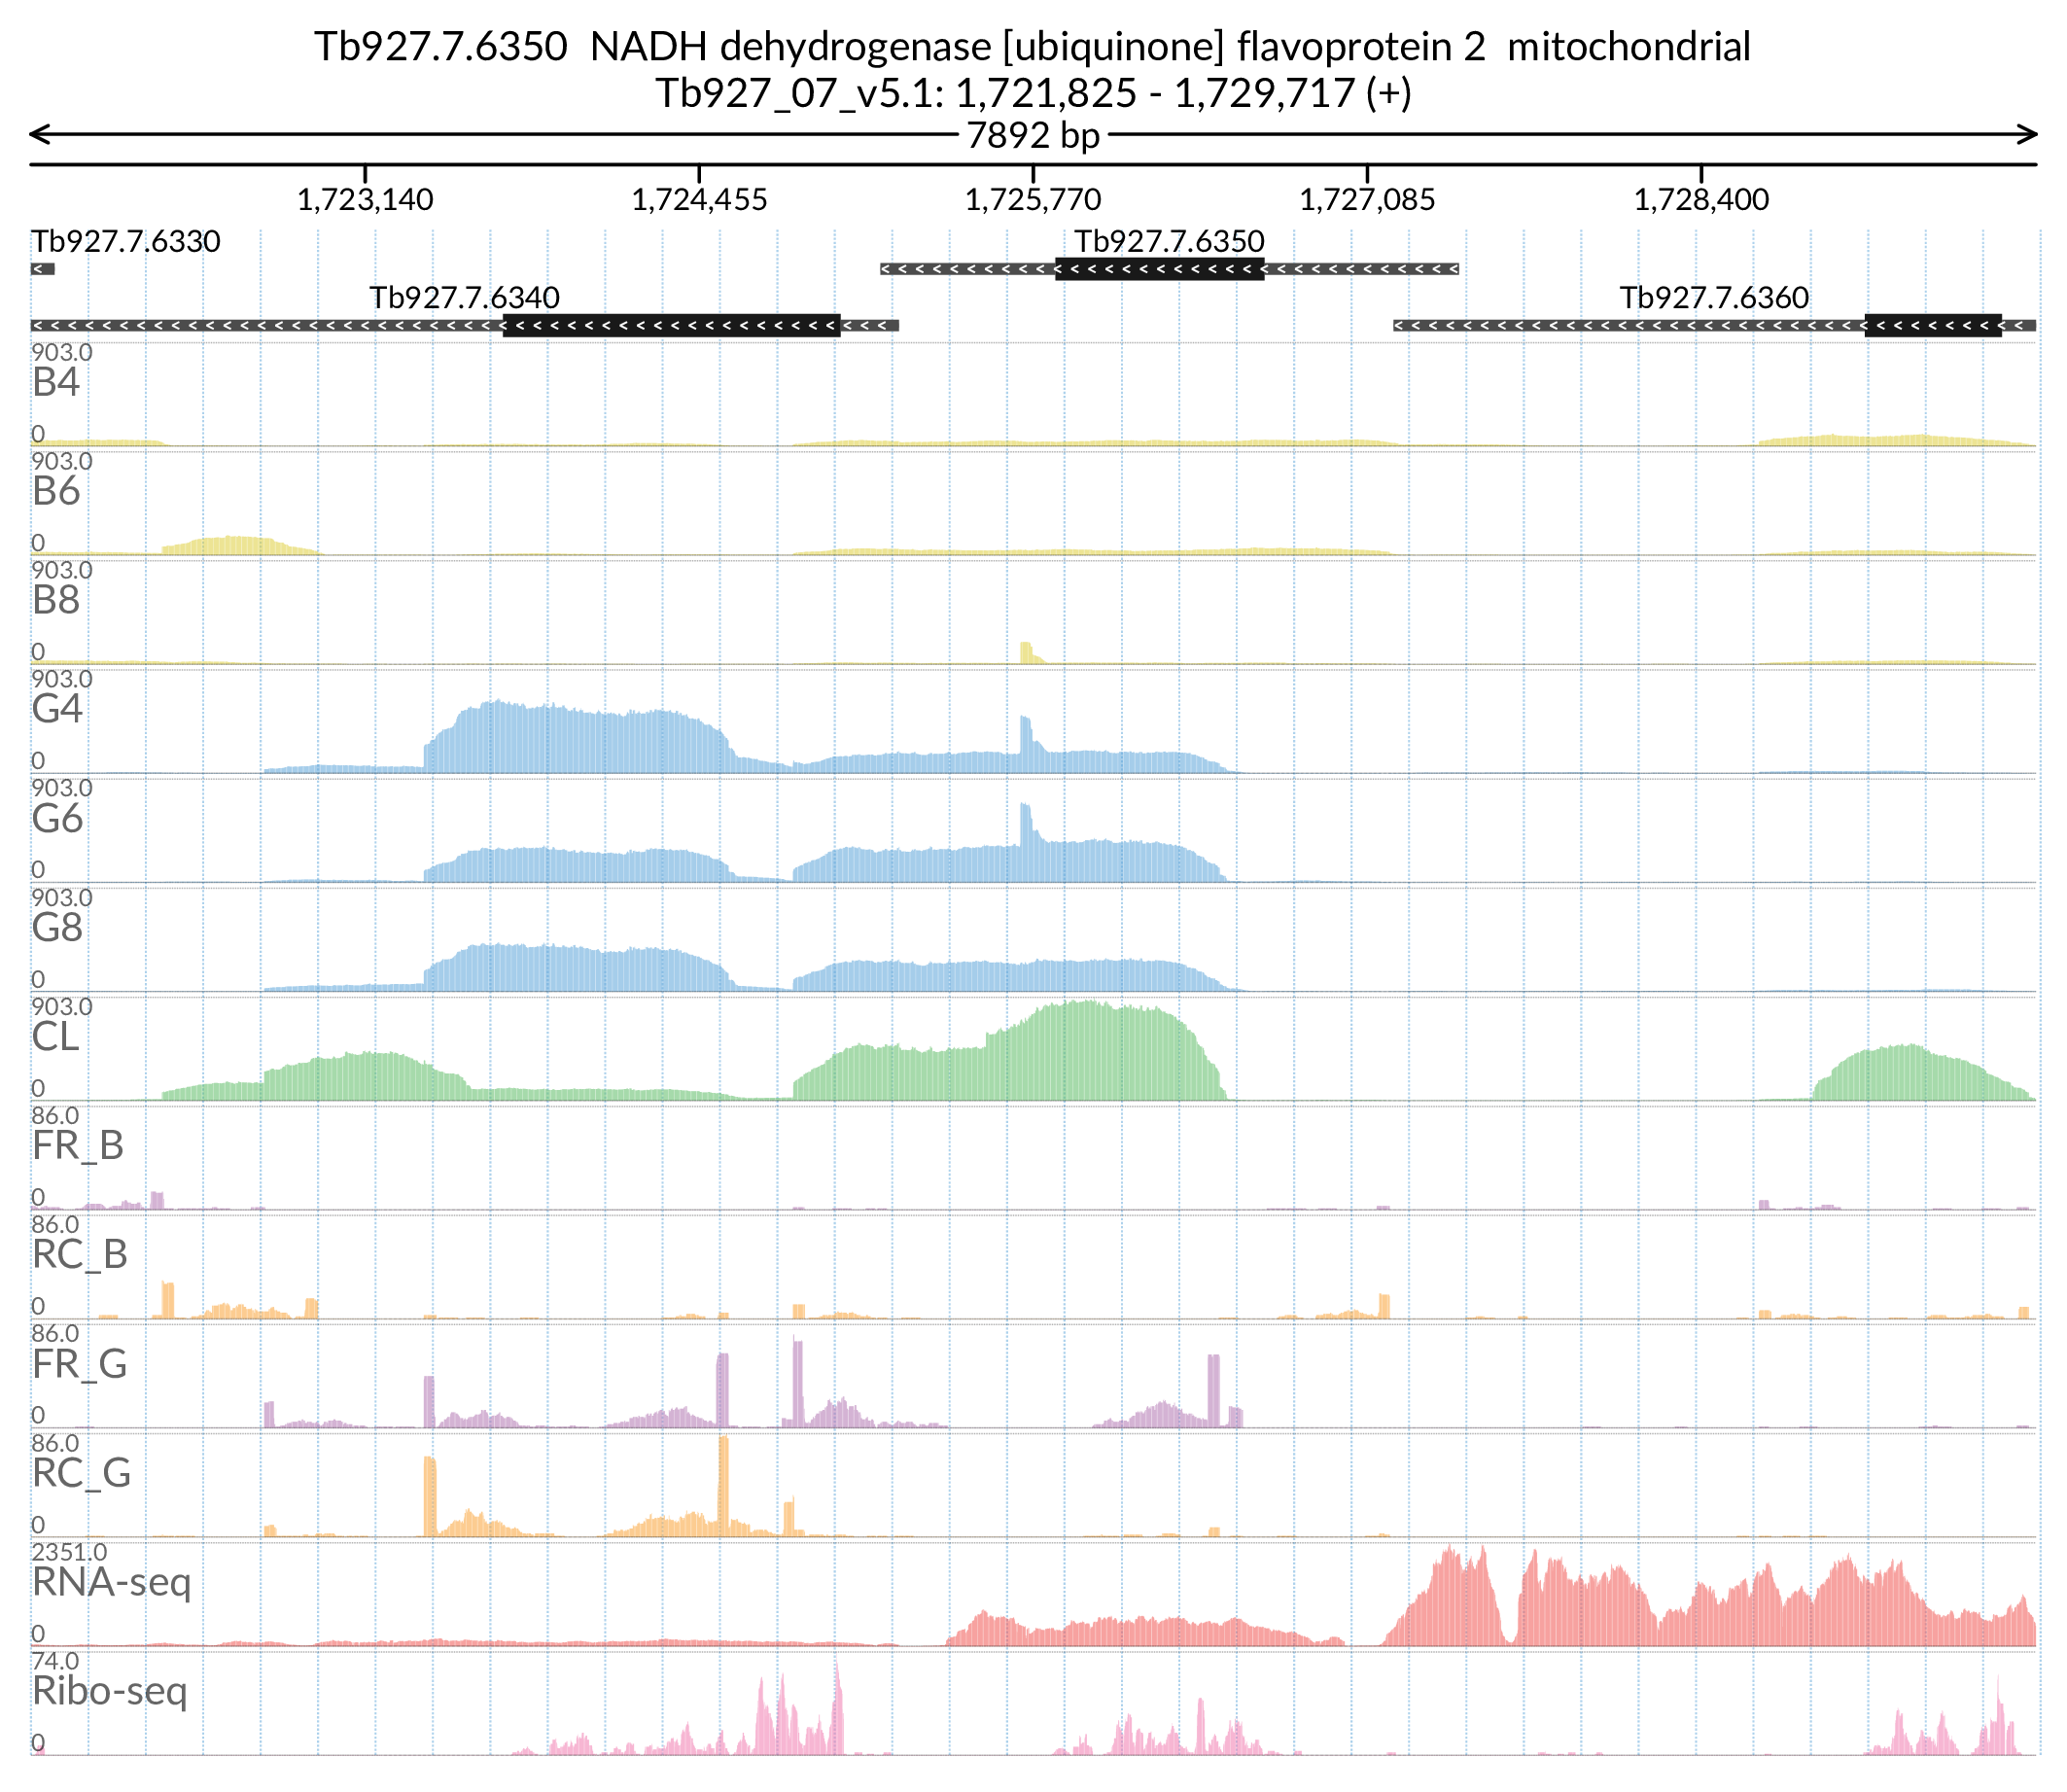 Tb927.7.6350  NADH dehydrogenase [ubiquinone] flavoprotein 2  mitochondrial
Tb927_07_v5.1: 1,721,825 - 1,729,717 (+)
7892 bp
1,723,140 1,724,455 1,725,770 1,727,085 1,728,400
Tb927.7.6330 Tb927.7.6350
Tb927.7.6340 Tb927.7.6360
903.0
B4
0
903.0
B6
0
903.0
B8
0
903.0
G4
0
903.0
G6
0
903.0
G8
0
903.0
CL
0
86.0
FR_B
0
86.0
RC_B
0
86.0
FR_G
0
86.0
RC_G
0
2351.0
RNA-seq
0
74.0
Ribo-seq
0